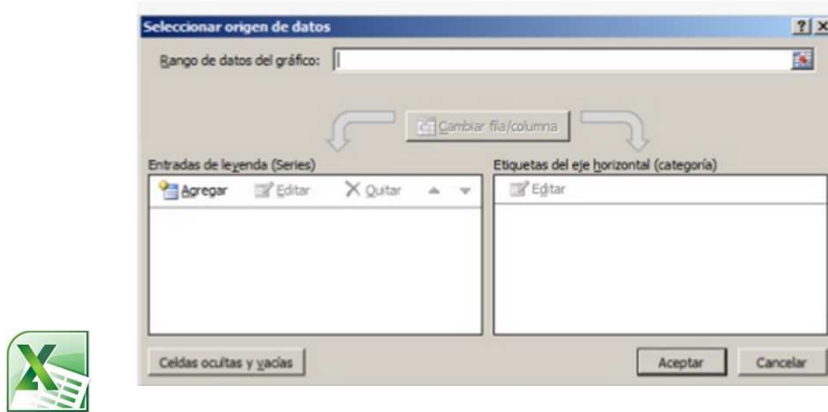 Seleccionar origen de datos
Rango de datos del gráfico:
Cambiar fila/columna
Entradas de leyenda (Series)
Etiquetas del eje horizontal (categoría)
Agregar Editar Quitar
Editar
Celdas ocultas y vacías
Aceptar Cancelar